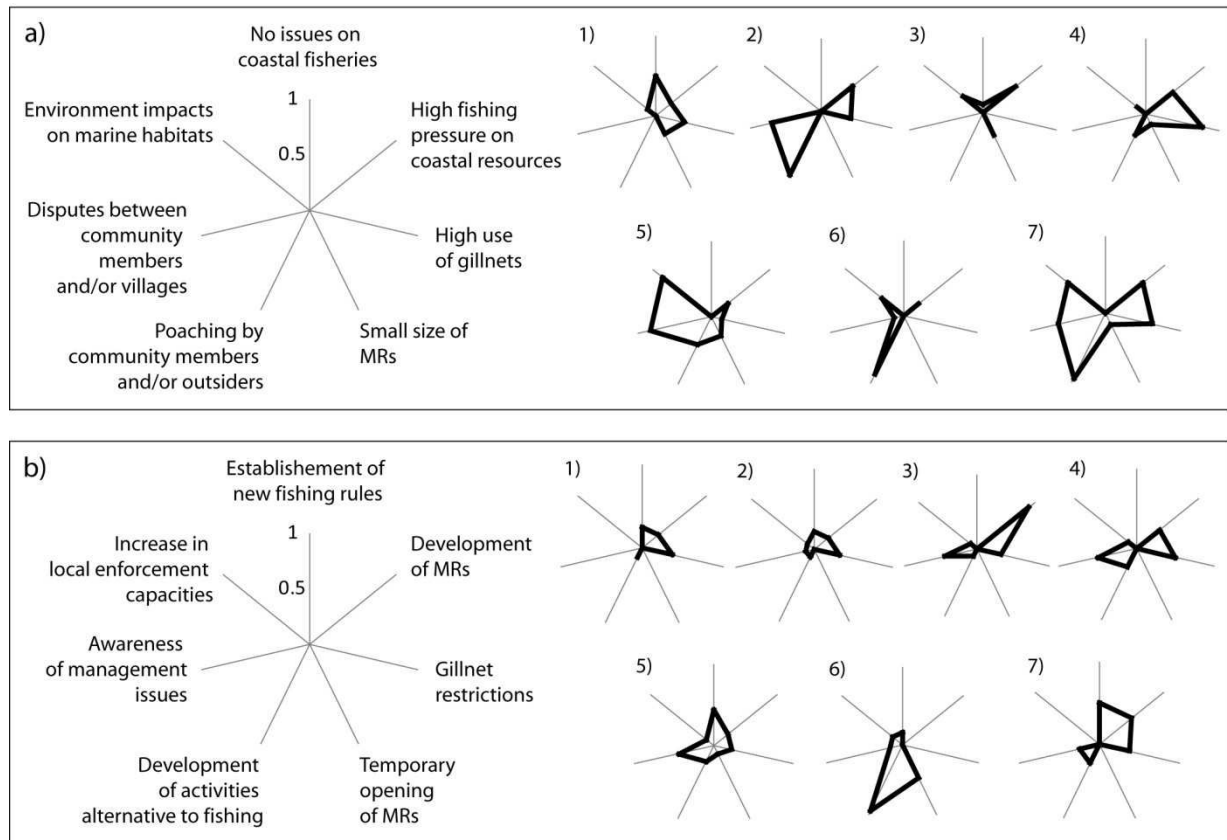 a)
No issues on
coastal fisheries
Environment impacts
on marine habitats
1
0.5
High fishing
pressure on
coastal resources
Disputes between
community
members
and/or villages
High use
of gillnets
Poaching by
community members
and/or outsiders
Small size of
MRs
1)
2)
3)
4)
5)
6)
7)
b)
Establishement of
new fishing rules
Increase in
local enforcement
capacities
1
0.5
Development
of MRs
Awareness
of management
issues
Gillnet
restrictions
Development
of activities
alternative to fishing
Temporary
opening
of MRs
1)
2)
3)
4)
5)
6)
7)